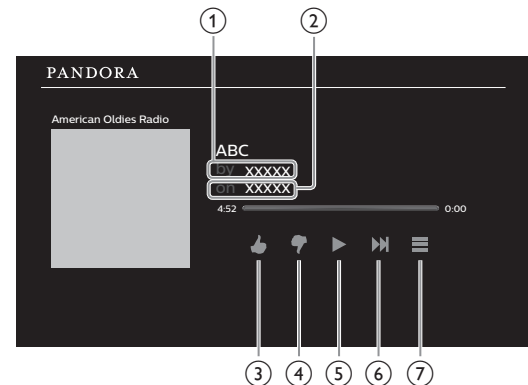 1 2
PANDORA
American Oldies Radio
ABC
by xxxxx
on xxxxx
4:52 0:00
3 4 5 6 7